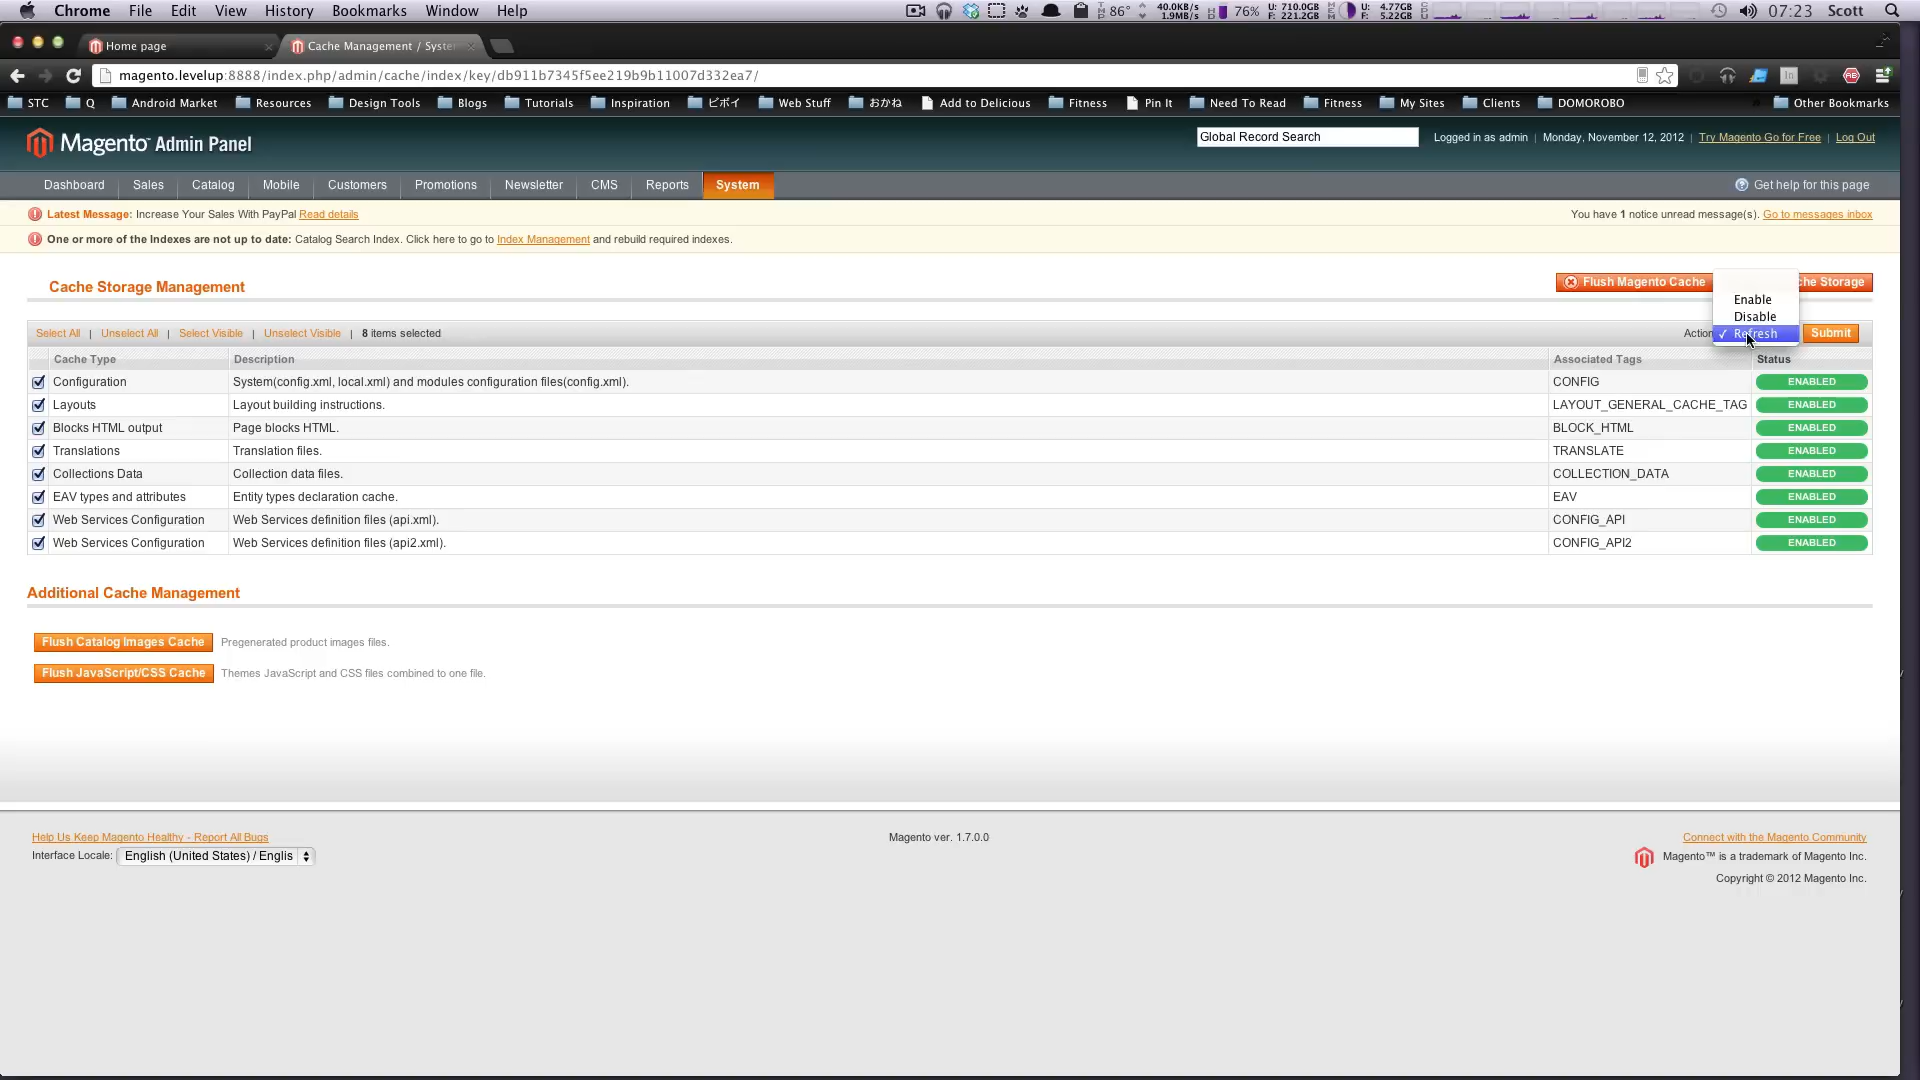 Chrome File Edit View History Bookmarks Window Help 86° 40.0KB/s 1.9MB/s 76% U: 710.0GB F: 221.2GB U: 4.77GB F: 5.22GB 07:23 Scott
Home page Cache Management / Syste
magento.levelup:8888/index.php/admin/cache/index/key/db911b7345f5ee219b9b11007d332ea7/
STC Q Android Market Resources Design Tools Blogs Tutorials Inspiration ビボイ Web Stuff おかね Add to Delicious Fitness Pin It Need To Read Fitness My Sites Clients DOMOROBO Other Bookmarks
Magento Admin Panel Global Record Search Logged in as admin | Monday, November 12, 2012 | Try Magento Go for Free | Log Out
Dashboard Sales Catalog Mobile Customers Promotions Newsletter CMS Reports System Get help for this page
Latest Message: Increase Your Sales With PayPal Read details You have 1 notice unread message(s). Go to messages inbox
One or more of the Indexes are not up to date: Catalog Search Index. Click here to go to Index Management and rebuild required indexes.
Cache Storage Management Flush Magento Cache che Storage
Enable
Disable
Select All | Unselect All | Select Visible | Unselect Visible | 8 items selected Action ✓ Refresh Submit
Cache Type Description Associated Tags Status
Configuration System(config.xml, local.xml) and modules configuration files(config.xml). CONFIG ENABLED
Layouts Layout building instructions. LAYOUT_GENERAL_CACHE_TAG ENABLED
Blocks HTML output Page blocks HTML. BLOCK_HTML ENABLED
Translations Translation files. TRANSLATE ENABLED
Collections Data Collection data files. COLLECTION_DATA ENABLED
EAV types and attributes Entity types declaration cache. EAV ENABLED
Web Services Configuration Web Services definition files (api.xml). CONFIG_API ENABLED
Web Services Configuration Web Services definition files (api2.xml). CONFIG_API2 ENABLED
Additional Cache Management
Flush Catalog Images Cache Pregenerated product images files.
Flush JavaScript/CSS Cache Themes JavaScript and CSS files combined to one file.
Help Us Keep Magento Healthy - Report All Bugs Magento ver. 1.7.0.0 Connect with the Magento Community
Interface Locale: English (United States) / Englis Magento™ is a trademark of Magento Inc.
Copyright © 2012 Magento Inc.